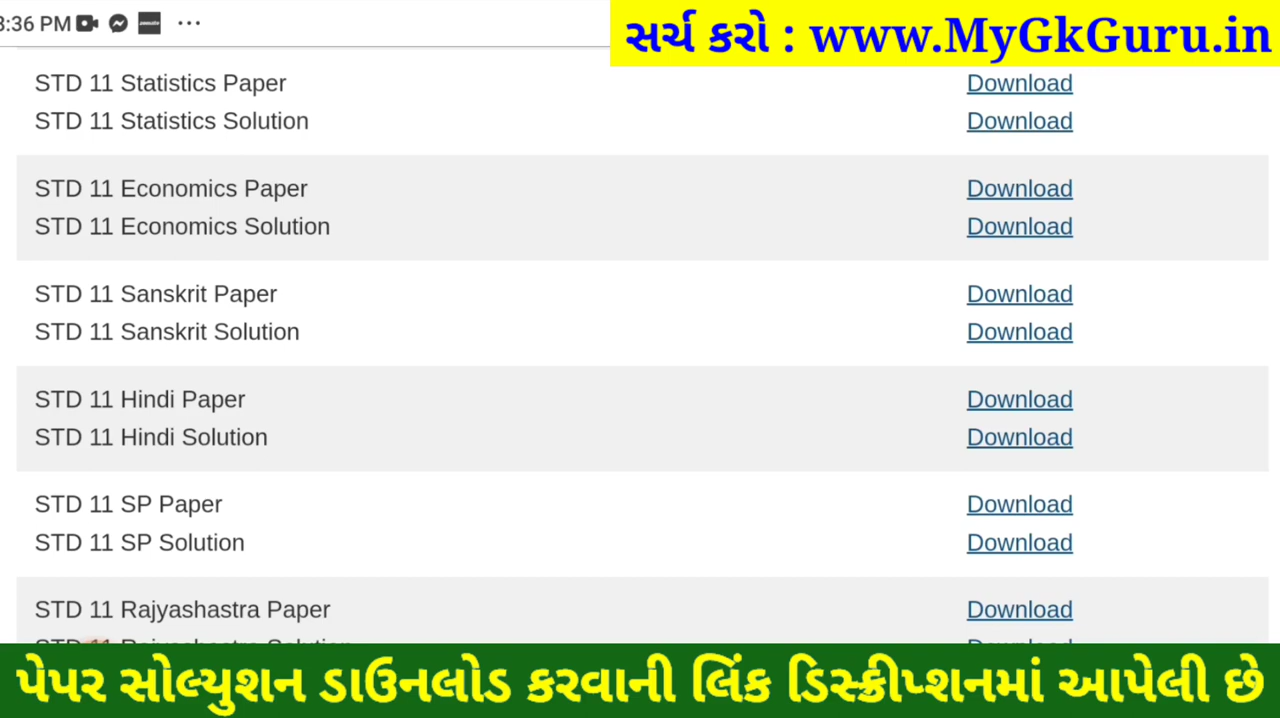 3:36 PM
સર્ચ કરો : www.MyGkGuru.in
STD 11 Statistics Paper Download
STD 11 Statistics Solution Download
STD 11 Economics Paper Download
STD 11 Economics Solution Download
STD 11 Sanskrit Paper Download
STD 11 Sanskrit Solution Download
STD 11 Hindi Paper Download
STD 11 Hindi Solution Download
STD 11 SP Paper Download
STD 11 SP Solution Download
STD 11 Rajyashastra Paper Download
પેપર સોલ્યુશન ડાઉનલોડ કરવાની લિંક ડિસ્ક્રીપ્શનમાં આપેલી છે